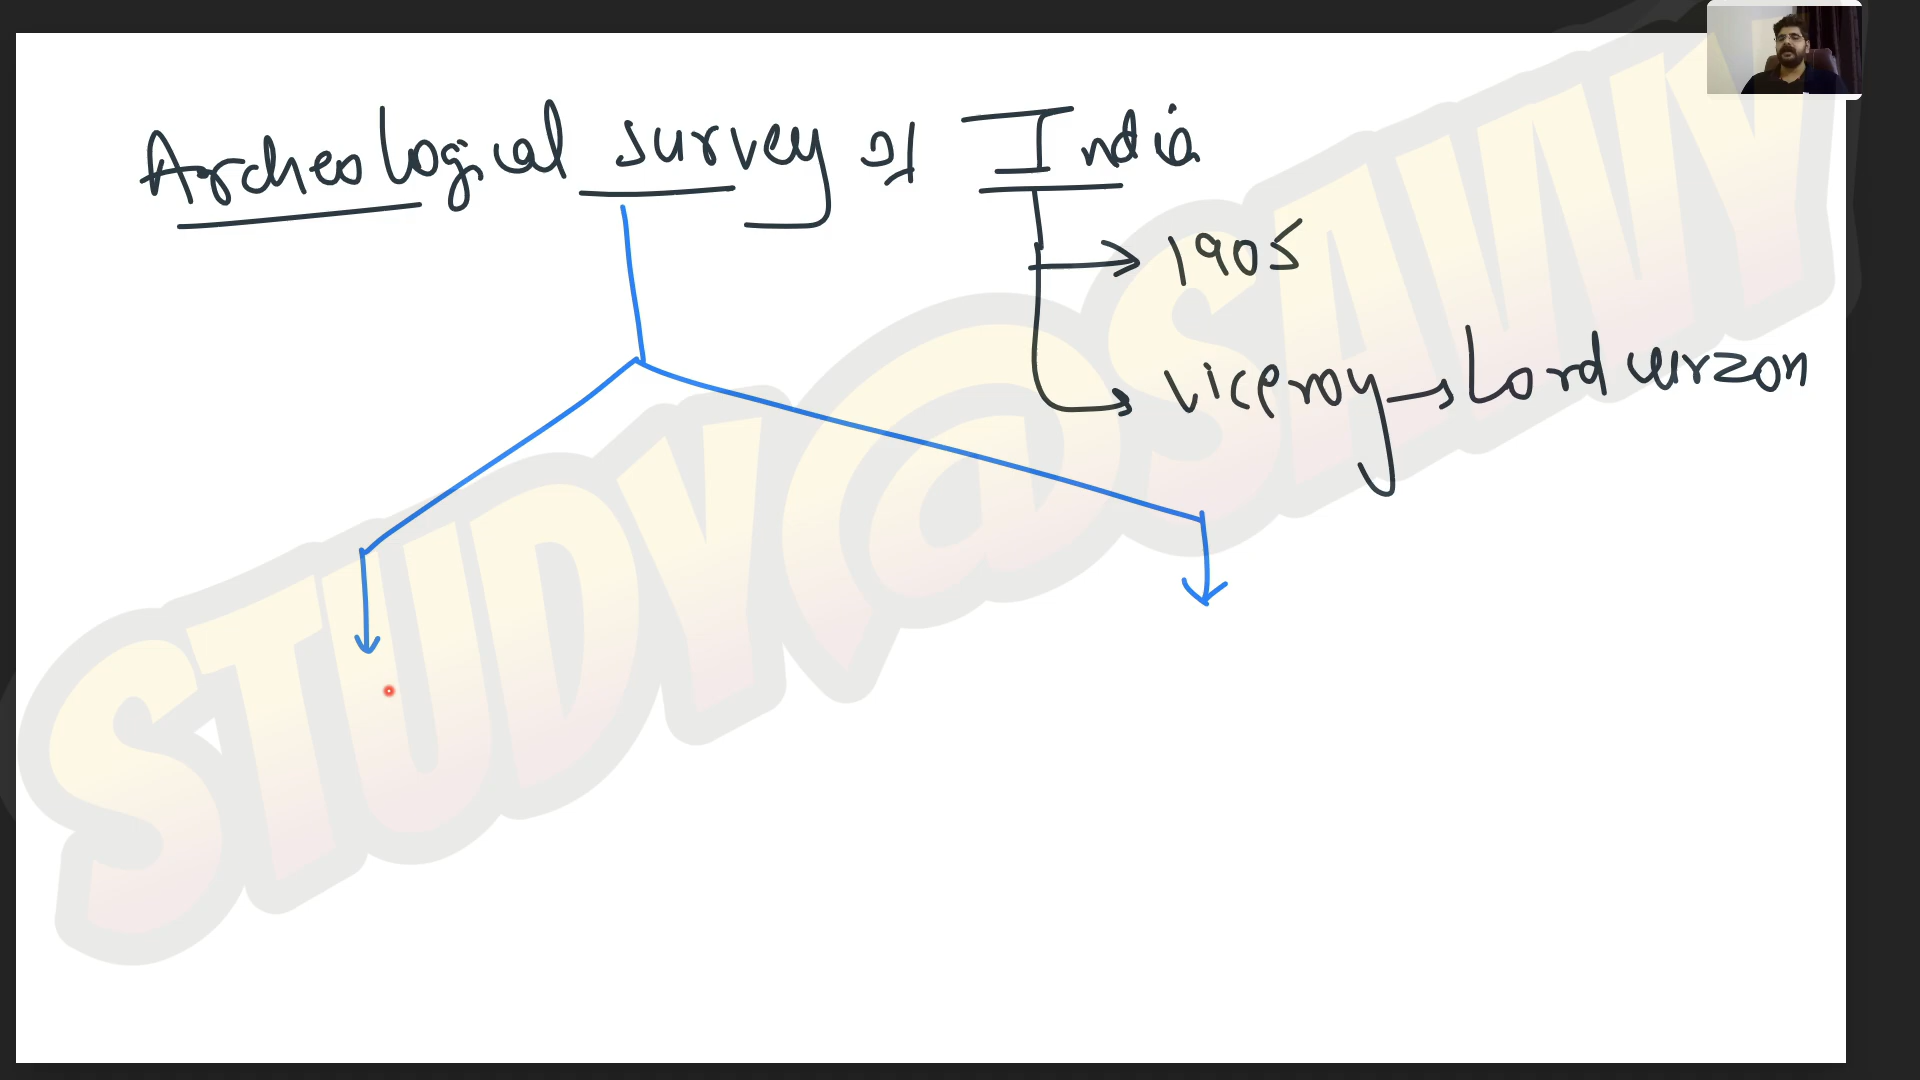 Archeological survey of India
→ 1905
→ viceroy → Lord curzon
STUDY@SAVVY